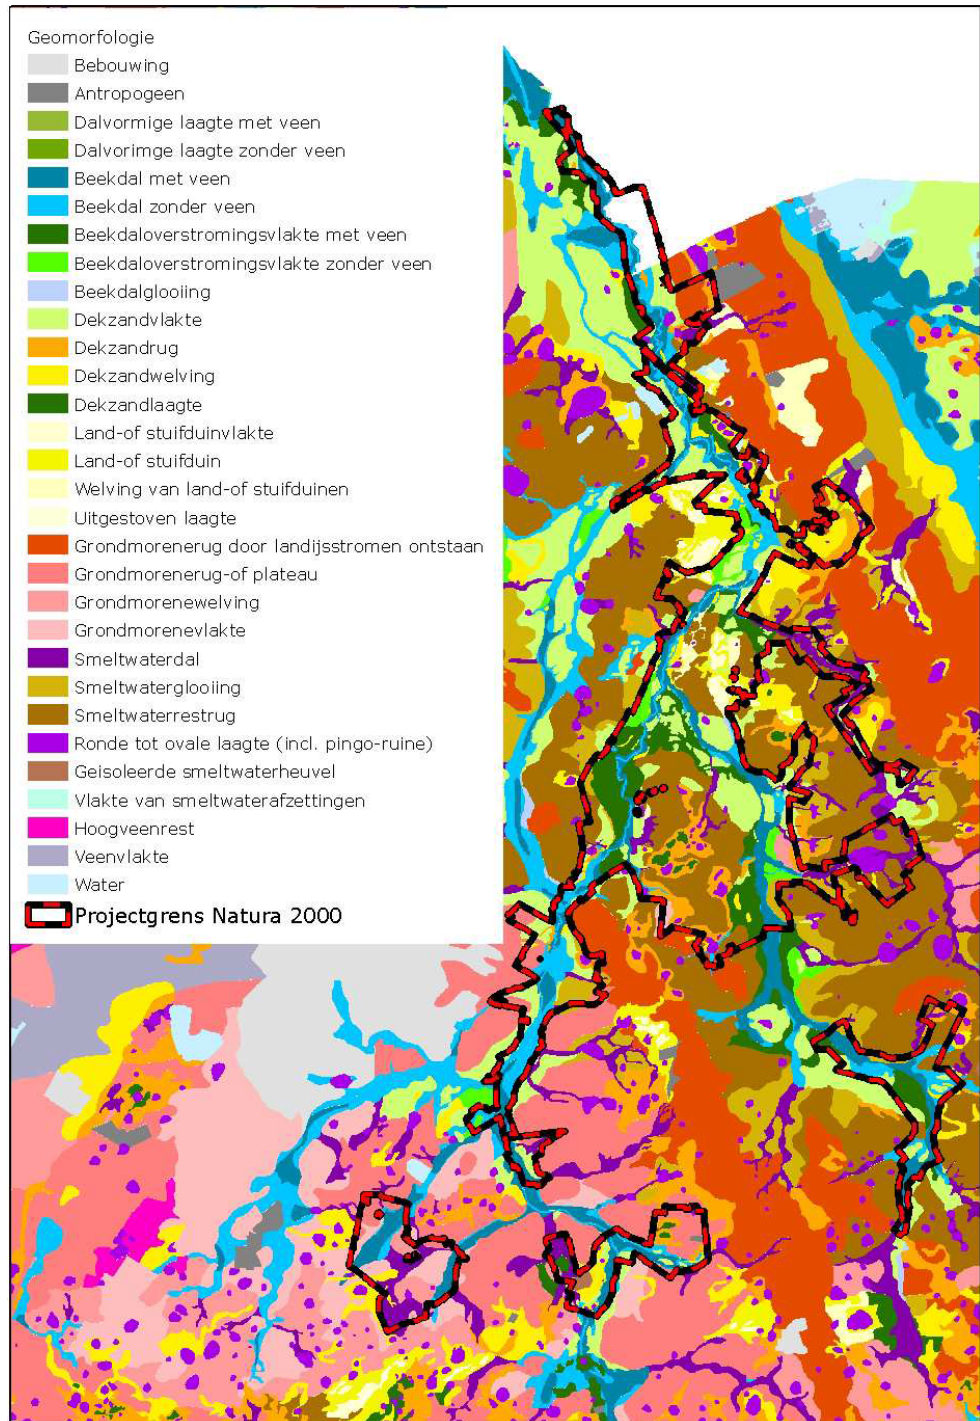 Geomorfologie
Bebouwing
Antropogeen
Dalvormige laagte met veen
Dalvorimge laagte zonder veen
Beekdal met veen
Beekdal zonder veen
Beekdaloverstromingsvlakte met veen
Beekdaloverstromingsvlakte zonder veen
Beekdalglooiing
Dekzandvlakte
Dekzandrug
Dekzandwelving
Dekzandlaagte
Land-of stuifduinvlakte
Land-of stuifduin
Welving van land-of stuifduinen
Uitgestoven laagte
Grondmorenerug door landijsstromen ontstaan
Grondmorenerug-of plateau
Grondmorenewelving
Grondmorenevlakte
Smeltwaterdal
Smeltwaterglooiing
Smeltwaterrestrug
Ronde tot ovale laagte (incl. pingo-ruine)
Geisoleerde smeltwaterheuvel
Vlakte van smeltwaterafzettingen
Hoogveenrest
Veenvlakte
Water
Projectgrens Natura 2000